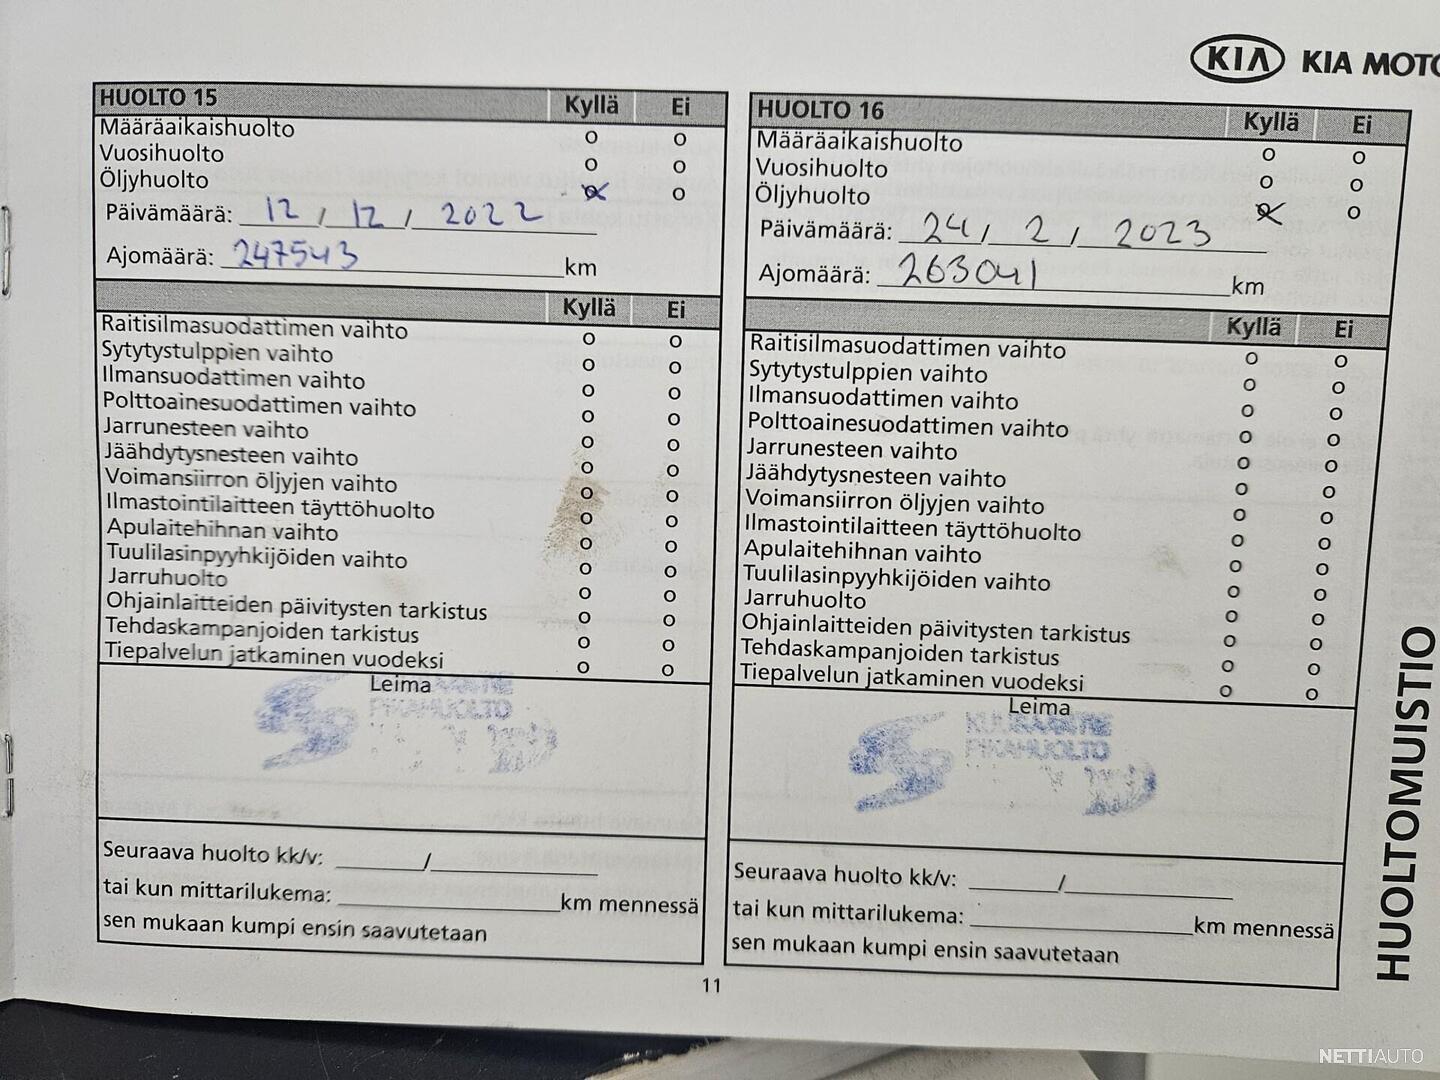 KIA KIA MOTO
HUOLTO 15 Kyllä Ei
Määräaikaishuolto o o
Vuosihuolto o o
Öljyhuolto x o
Päivämäärä: 12 / 12 / 2022
Ajomäärä: 247543 km
Kyllä Ei
Raitisilmasuodattimen vaihto o o
Sytytystulppien vaihto o o
Ilmansuodattimen vaihto o o
Polttoainesuodattimen vaihto o o
Jarrunesteen vaihto o o
Jäähdytysnesteen vaihto o o
Voimansiirron öljyjen vaihto o o
Ilmastointilaitteen täyttöhuolto o o
Apulaitehihnan vaihto o o
Tuulilasinpyyhkijöiden vaihto o o
Jarruhuolto o o
Ohjainlaitteiden päivitysten tarkistus o o
Tehdaskampanjoiden tarkistus o o
Tiepalvelun jatkaminen vuodeksi o o
Leima
PIKAHUOLTO
Seuraava huolto kk/v: /
tai kun mittarilukema: km mennessä
sen mukaan kumpi ensin saavutetaan
HUOLTO 16 Kyllä Ei
Määräaikaishuolto o o
Vuosihuolto o o
Öljyhuolto x o
Päivämäärä: 24 / 2 / 2023
Ajomäärä: 263041 km
Kyllä Ei
Raitisilmasuodattimen vaihto o o
Sytytystulppien vaihto o o
Ilmansuodattimen vaihto o o
Polttoainesuodattimen vaihto o o
Jarrunesteen vaihto o o
Jäähdytysnesteen vaihto o o
Voimansiirron öljyjen vaihto o o
Ilmastointilaitteen täyttöhuolto o o
Apulaitehihnan vaihto o o
Tuulilasinpyyhkijöiden vaihto o o
Jarruhuolto o o
Ohjainlaitteiden päivitysten tarkistus o o
Tehdaskampanjoiden tarkistus o o
Tiepalvelun jatkaminen vuodeksi o o
Leima
PIKAHUOLTO
Seuraava huolto kk/v: /
tai kun mittarilukema: km mennessä
sen mukaan kumpi ensin saavutetaan
11
HUOLTOMUISTIO
NETTIAUTO